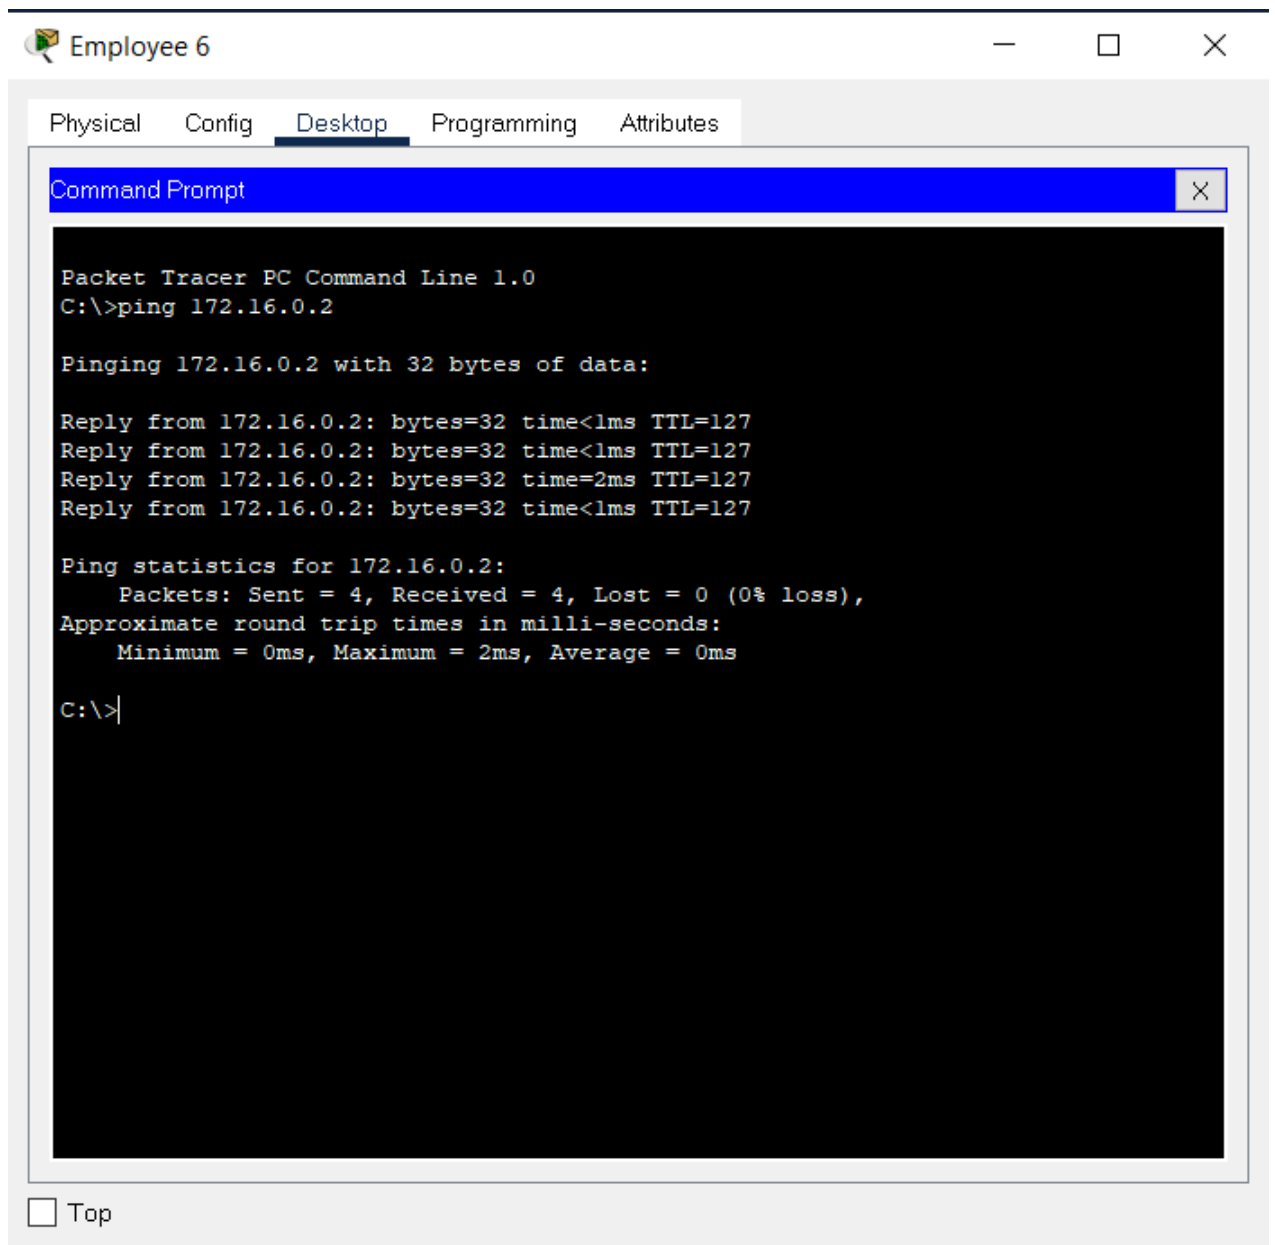 Employee 6
Physical Config Desktop Programming Attributes
Command Prompt
X
Packet Tracer PC Command Line 1.0
C:\>ping 172.16.0.2
Pinging 172.16.0.2 with 32 bytes of data:
Reply from 172.16.0.2: bytes=32 time<1ms TTL=127
Reply from 172.16.0.2: bytes=32 time<1ms TTL=127
Reply from 172.16.0.2: bytes=32 time=2ms TTL=127
Reply from 172.16.0.2: bytes=32 time<1ms TTL=127
Ping statistics for 172.16.0.2:
    Packets: Sent = 4, Received = 4, Lost = 0 (0% loss),
Approximate round trip times in milli-seconds:
    Minimum = 0ms, Maximum = 2ms, Average = 0ms
C:\>
Top